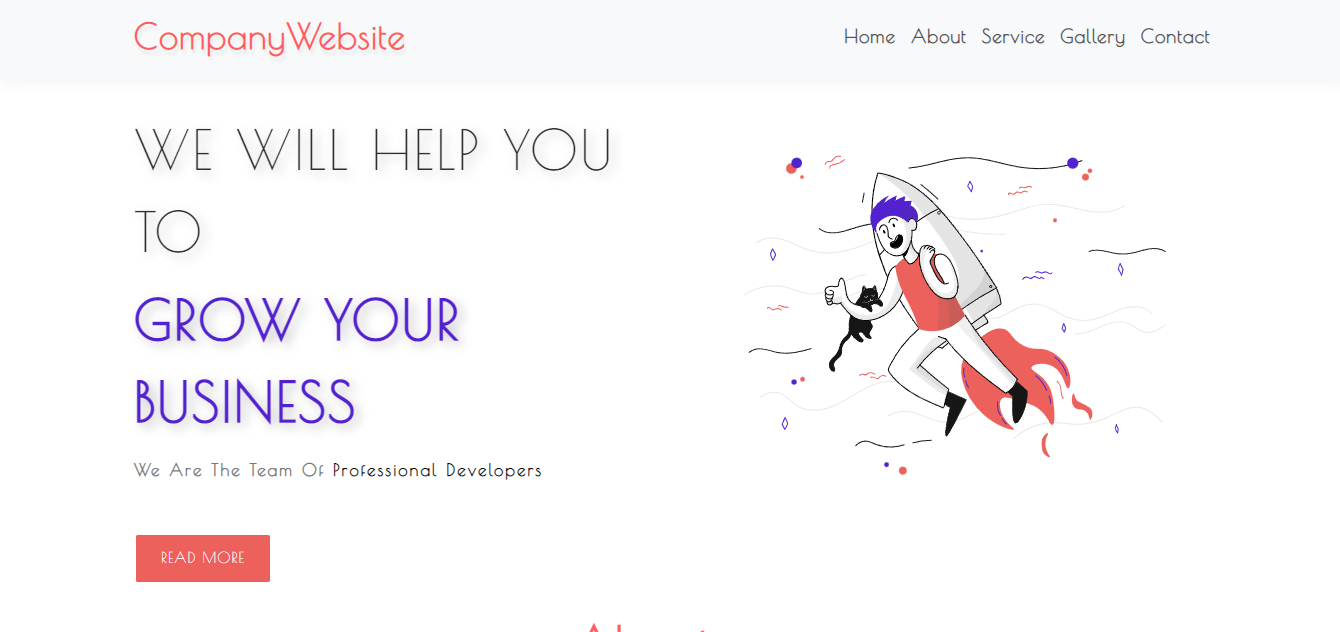 CompanyWebsite
Home About Service Gallery Contact
WE WILL HELP YOU
TO
GROW YOUR
BUSINESS
We Are The Team Of Professional Developers
READ MORE